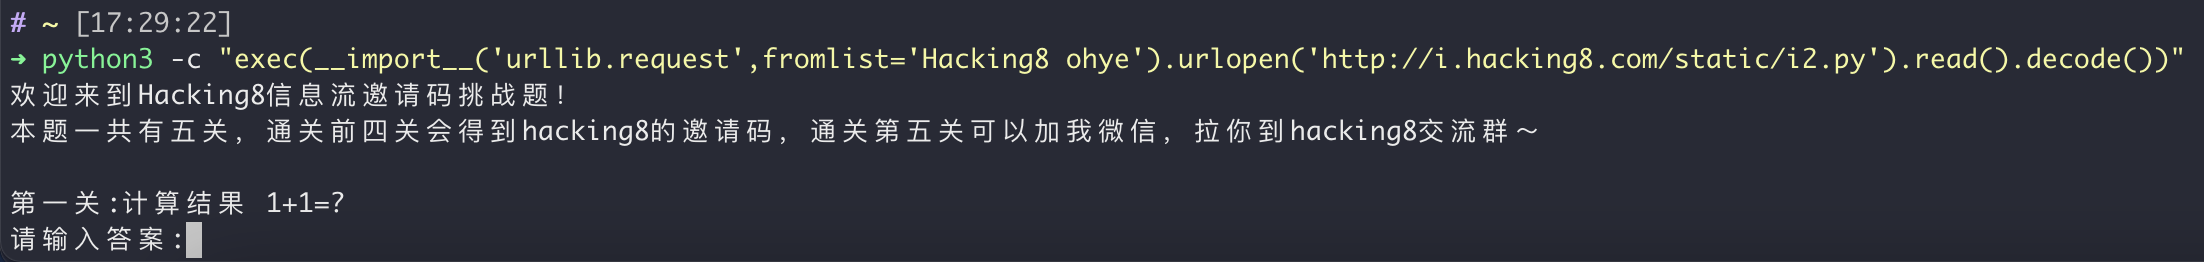 # ~ [17:29:22]
➜ python3 -c "exec(__import__('urllib.request',fromlist='Hacking8 ohye').urlopen('http://i.hacking8.com/static/i2.py').read().decode())"
欢迎来到Hacking8信息流邀请码挑战题!
本题一共有五关, 通关前四关会得到hacking8的邀请码, 通关第五关可以加我微信, 拉你到hacking8交流群～
第一关:计算结果 1+1=?
请输入答案: